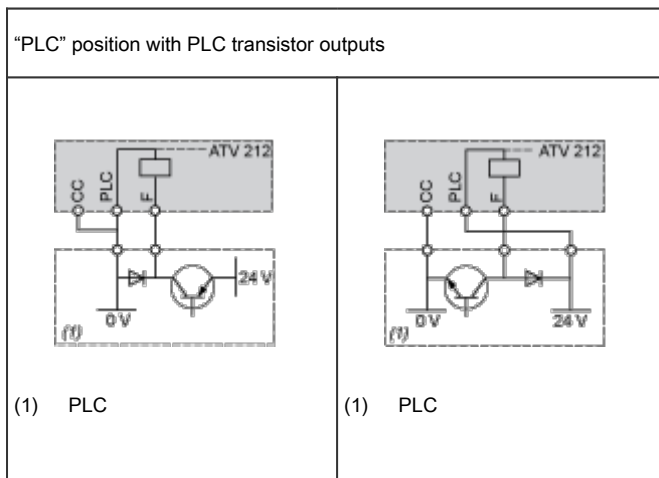 “PLC” position with PLC transistor outputs
ATV 212
CC
PLC
F
24 V
0 V
(1)
(1) PLC
ATV 212
CC
PLC
F
0 V
24 V
(1)
(1) PLC